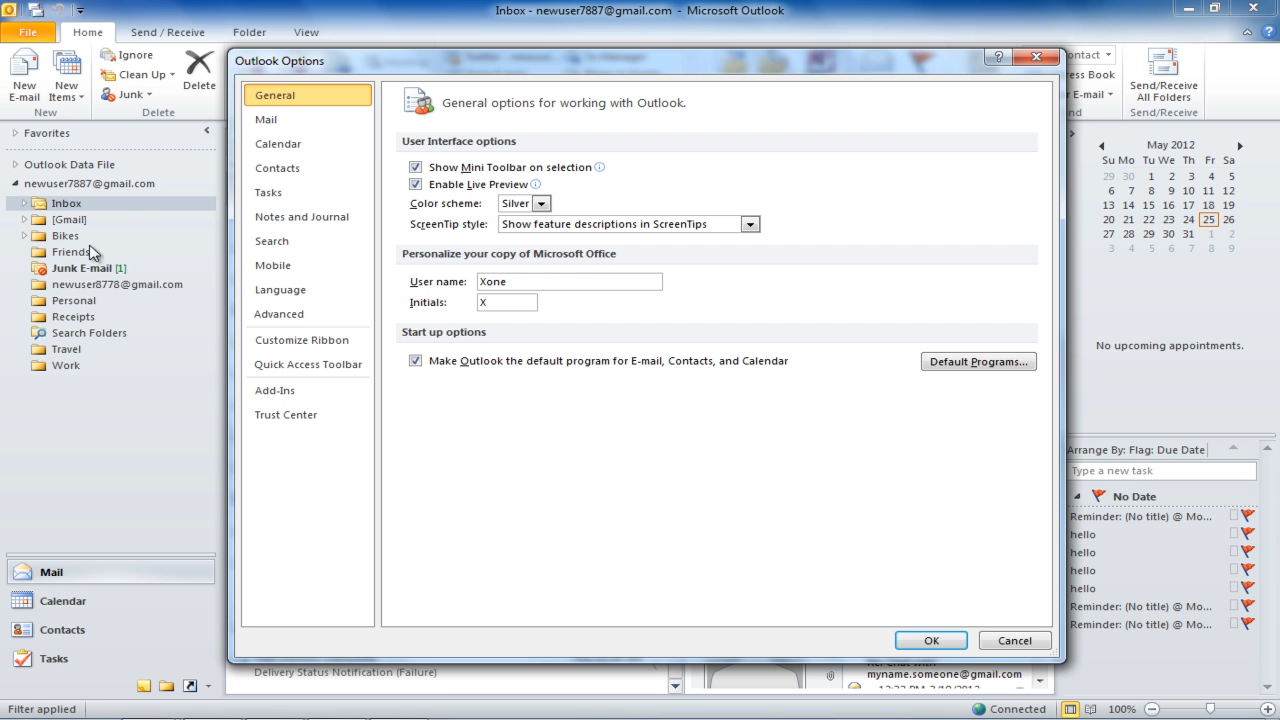 Inbox - newuser7887@gmail.com - Microsoft Outlook
File Home Send / Receive Folder View
New E-mail
New Items
Ignore
Clean Up
Junk
Delete
New
Delete
ontact
ress Book
r E-mail
nd
Send/Receive
All Folders
Send/Receive
Favorites
Outlook Data File
newuser7887@gmail.com
Inbox
[Gmail]
Bikes
Friends
Junk E-mail [1]
newuser8778@gmail.com
Personal
Receipts
Search Folders
Travel
Work
Mail
Calendar
Contacts
Tasks
Outlook Options
General
Mail
Calendar
Contacts
Tasks
Notes and Journal
Search
Mobile
Language
Advanced
Customize Ribbon
Quick Access Toolbar
Add-Ins
Trust Center
General options for working with Outlook.
User Interface options
Show Mini Toolbar on selection
Enable Live Preview
Color scheme: Silver
ScreenTip style: Show feature descriptions in ScreenTips
Personalize your copy of Microsoft Office
User name: Xone
Initials: X
Start up options
Make Outlook the default program for E-mail, Contacts, and Calendar
Default Programs...
OK Cancel
May 2012
Su Mo Tu We Th Fr Sa
29 30 1 2 3 4 5
6 7 8 9 10 11 12
13 14 15 16 17 18 19
20 21 22 23 24 25 26
27 28 29 30 31 1 2
3 4 5 6 7 8 9
No upcoming appointments.
Arrange By: Flag: Due Date
Type a new task
No Date
Reminder: (No title) @ Mo...
hello
hello
hello
hello
Reminder: (No title) @ Mo...
Reminder: (No title) @ Mo...
Delivery Status Notification (Failure)
myname.someone@gmail.com
Filter applied
Connected
100%